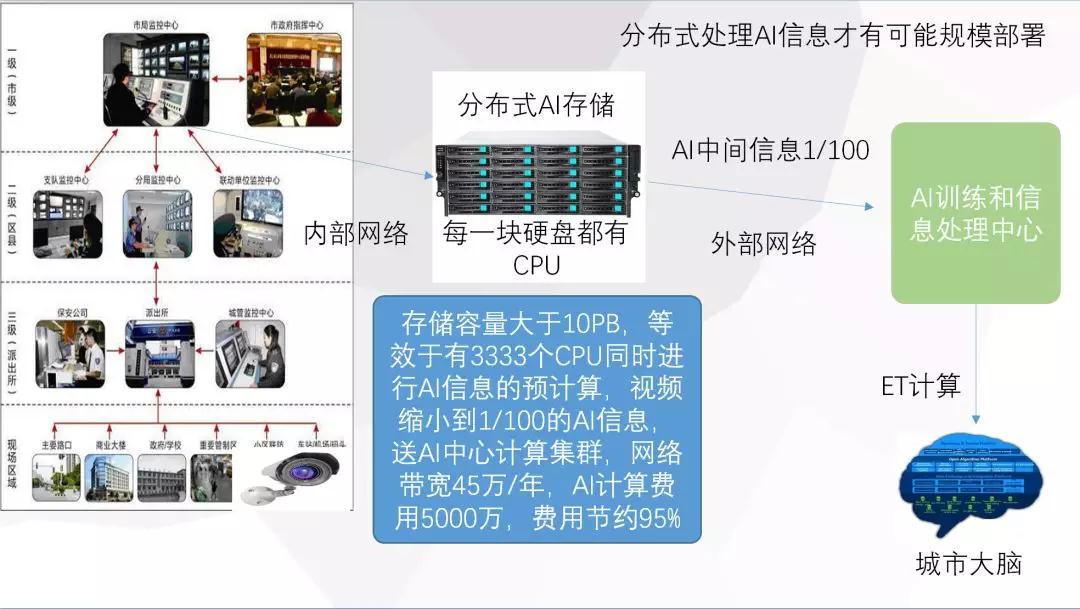 分布式处理AI信息才有可能规模部署
一级(市级)
市局监控中心
市政府指挥中心
二级(区县)
支队监控中心
分局监控中心
联动单位监控中心
三级(派出所)
保安公司
派出所
城管监控中心
现场区域
主要路口
商业大楼
政府/学校
重要管制区
小区联防
车站/机场/码头
内部网络
分布式AI存储
每一块硬盘都有
CPU
AI中间信息1/100
外部网络
AI训练和信
息处理中心
存储容量大于10PB，等
效于有3333个CPU同时进
行AI信息的预计算，视频
缩小到1/100的AI信息，
送AI中心计算集群，网络
带宽45万/年，AI计算费
用5000万，费用节约95%
ET计算
Open Algorithm Platform
城市大脑